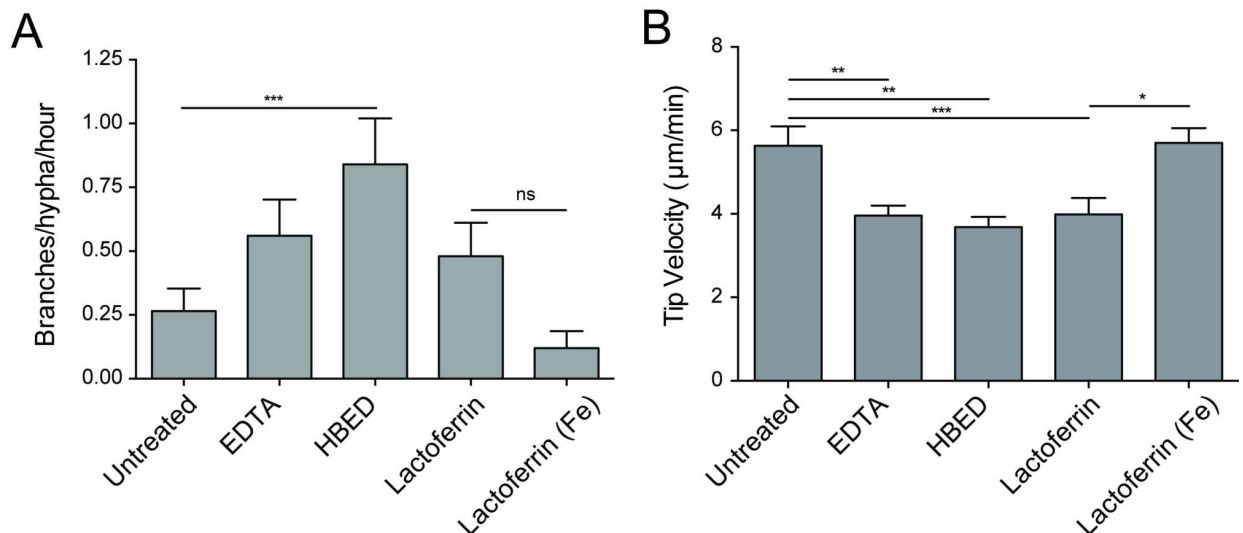 A
Branches/hypha/hour
1.25
1.00
0.75
0.50
0.25
0.00
***
ns
Untreated
EDTA
HBED
Lactoferrin
Lactoferrin (Fe)
B
Tip Velocity (µm/min)
8
6
4
2
0
**
**
***
*
Untreated
EDTA
HBED
Lactoferrin
Lactoferrin (Fe)